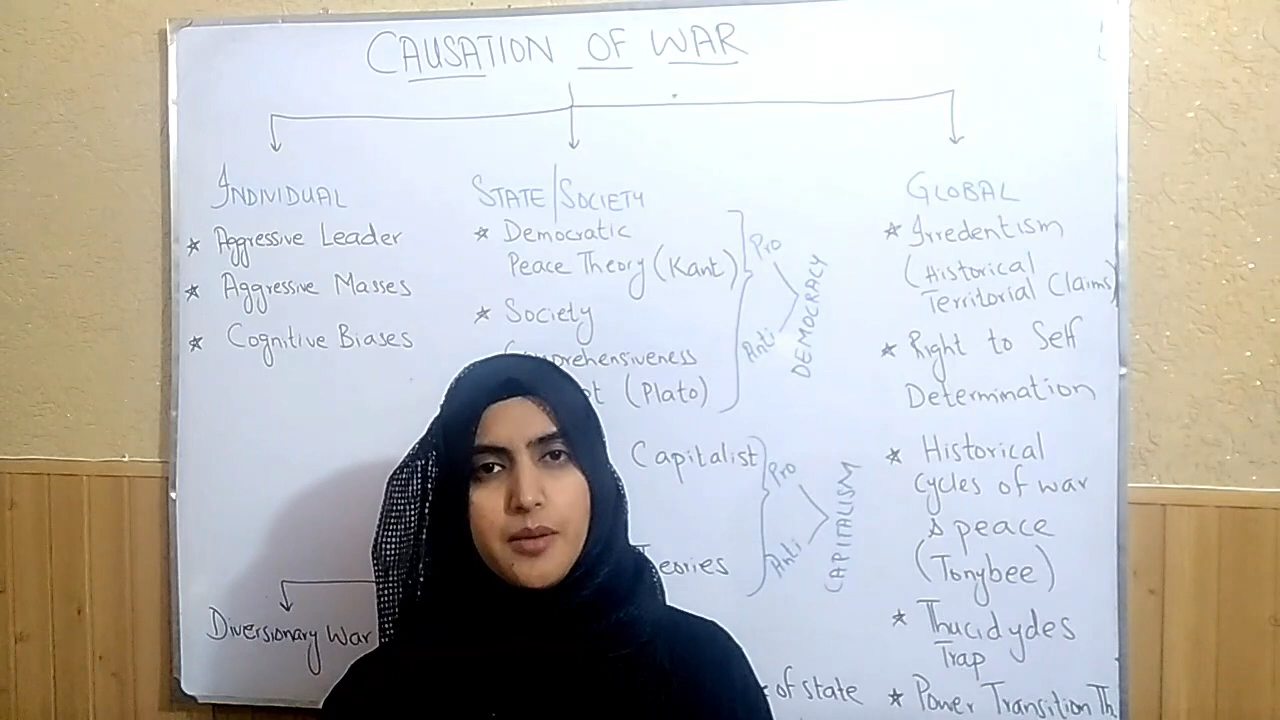 CAUSATION OF WAR
INDIVIDUAL
* Aggressive Leader
* Aggressive Masses
* Cognitive Biases
Diversionary War
STATE/SOCIETY
* Democratic
Peace Theory (Kant)
* Society
(Plato)
Pro
Anti
DEMOCRACY
Capitalist
Pro
Anti
CAPITALISM
of state
GLOBAL
* Irredentism
(Historical
Territorial Claims)
* Right to Self
Determination
* Historical
cycles of war
& peace
(Tonybee)
* Thucidydes
Trap
* Power Transition Th